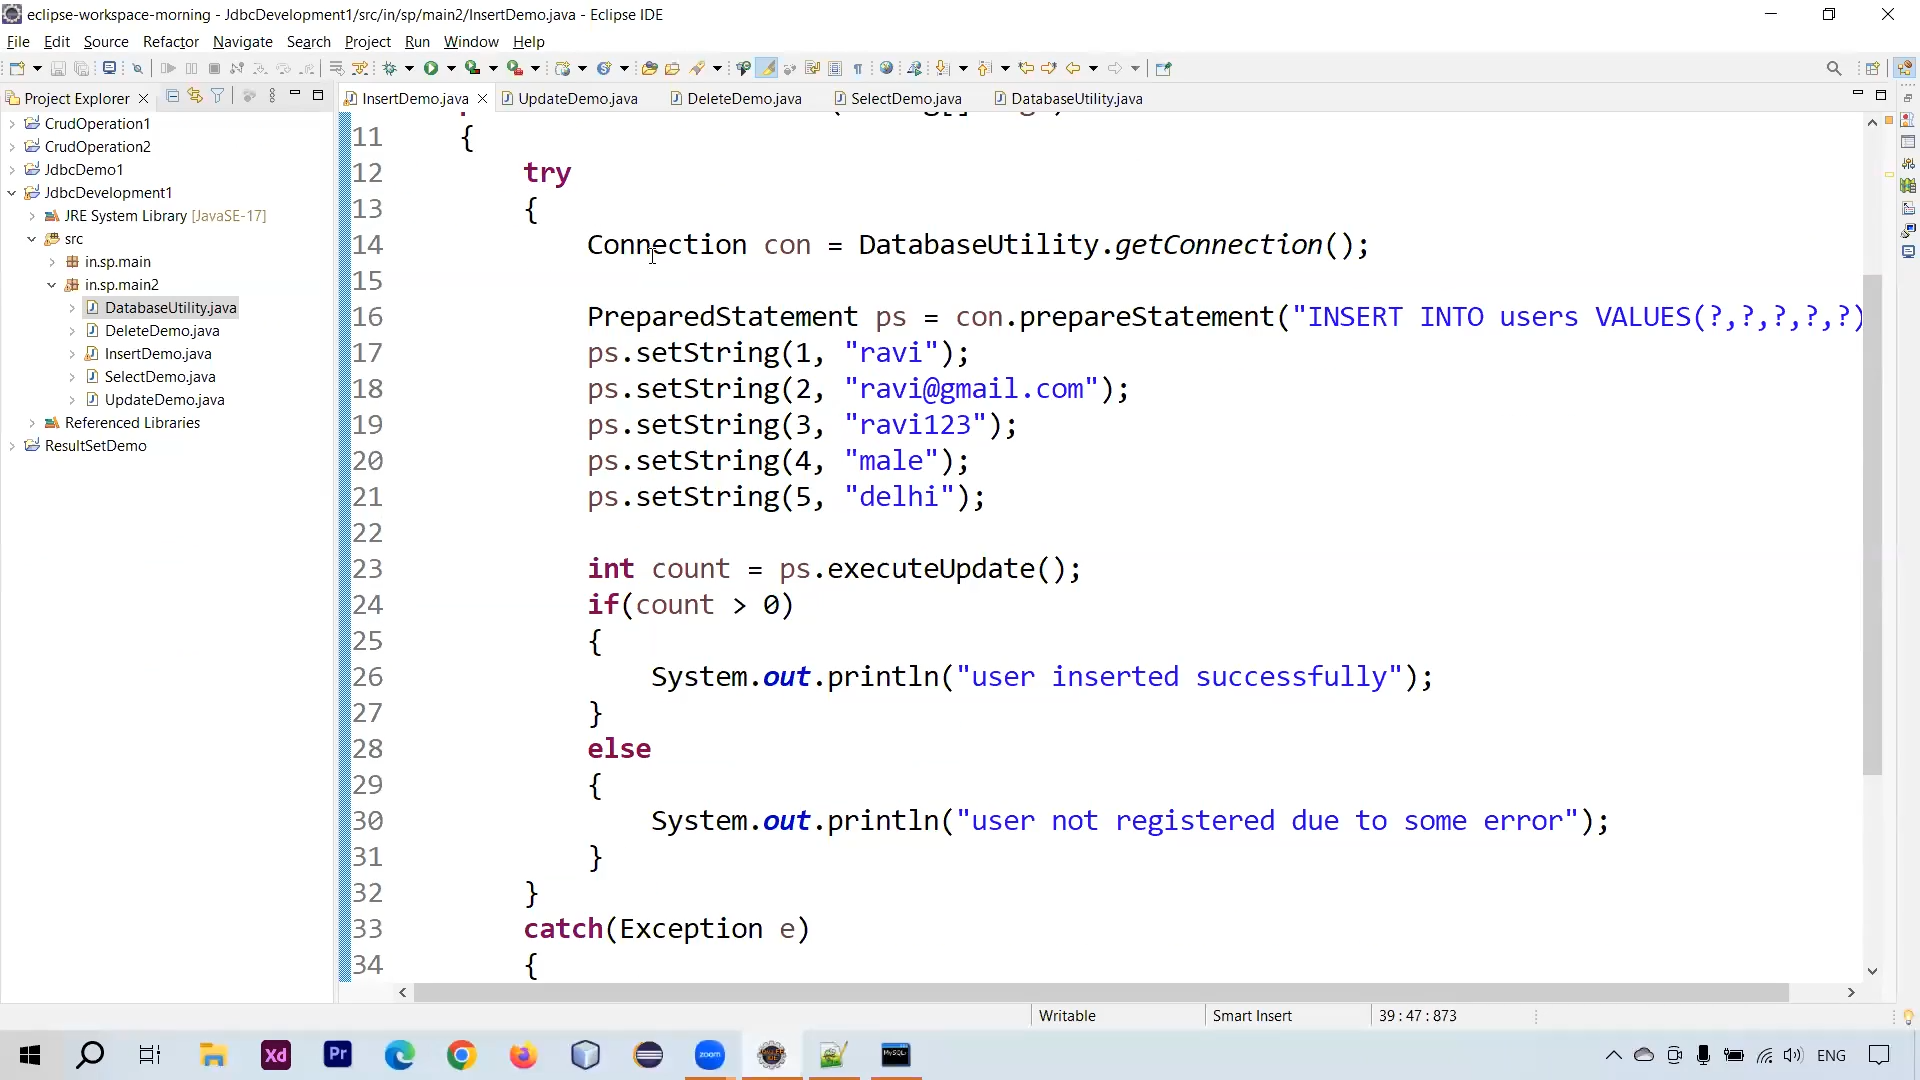 eclipse-workspace-morning - JdbcDevelopment1/src/in/sp/main2/InsertDemo.java - Eclipse IDE
File Edit Source Refactor Navigate Search Project Run Window Help
Project Explorer
InsertDemo.java UpdateDemo.java DeleteDemo.java SelectDemo.java DatabaseUtility.java
CrudOperation1
CrudOperation2
JdbcDemo1
JdbcDevelopment1
JRE System Library [JavaSE-17]
src
in.sp.main
in.sp.main2
DatabaseUtility.java
DeleteDemo.java
InsertDemo.java
SelectDemo.java
UpdateDemo.java
Referenced Libraries
ResultSetDemo
11 {
12 try
13 {
14 Connection con = DatabaseUtility.getConnection();
15
16 PreparedStatement ps = con.prepareStatement("INSERT INTO users VALUES(?,?,?,?,?)
17 ps.setString(1, "ravi");
18 ps.setString(2, "ravi@gmail.com");
19 ps.setString(3, "ravi123");
20 ps.setString(4, "male");
21 ps.setString(5, "delhi");
22
23 int count = ps.executeUpdate();
24 if(count > 0)
25 {
26 System.out.println("user inserted successfully");
27 }
28 else
29 {
30 System.out.println("user not registered due to some error");
31 }
32 }
33 catch(Exception e)
34 {
Writable Smart Insert 39 : 47 : 873
Xd Pr zoom MySQL ENG